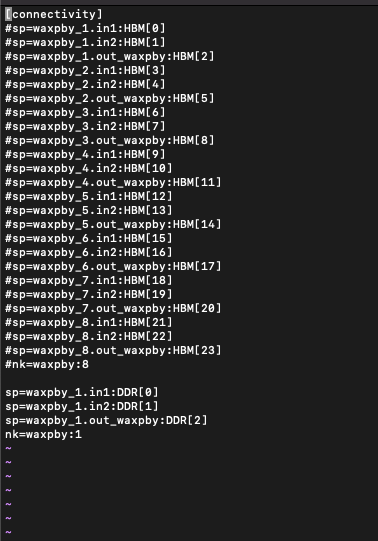 [connectivity]
#sp=waxpby_1.in1:HBM[0]
#sp=waxpby_1.in2:HBM[1]
#sp=waxpby_1.out_waxpby:HBM[2]
#sp=waxpby_2.in1:HBM[3]
#sp=waxpby_2.in2:HBM[4]
#sp=waxpby_2.out_waxpby:HBM[5]
#sp=waxpby_3.in1:HBM[6]
#sp=waxpby_3.in2:HBM[7]
#sp=waxpby_3.out_waxpby:HBM[8]
#sp=waxpby_4.in1:HBM[9]
#sp=waxpby_4.in2:HBM[10]
#sp=waxpby_4.out_waxpby:HBM[11]
#sp=waxpby_5.in1:HBM[12]
#sp=waxpby_5.in2:HBM[13]
#sp=waxpby_5.out_waxpby:HBM[14]
#sp=waxpby_6.in1:HBM[15]
#sp=waxpby_6.in2:HBM[16]
#sp=waxpby_6.out_waxpby:HBM[17]
#sp=waxpby_7.in1:HBM[18]
#sp=waxpby_7.in2:HBM[19]
#sp=waxpby_7.out_waxpby:HBM[20]
#sp=waxpby_8.in1:HBM[21]
#sp=waxpby_8.in2:HBM[22]
#sp=waxpby_8.out_waxpby:HBM[23]
#nk=waxpby:8

sp=waxpby_1.in1:DDR[0]
sp=waxpby_1.in2:DDR[1]
sp=waxpby_1.out_waxpby:DDR[2]
nk=waxpby:1
~
~
~
~
~
~
~